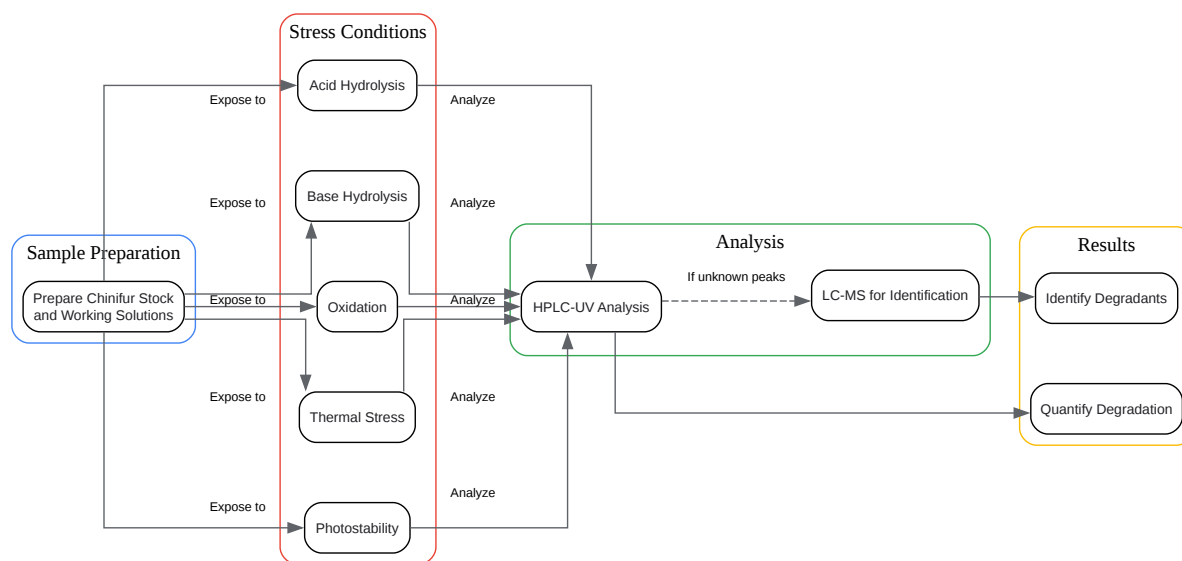 Stress Conditions
Acid Hydrolysis
Expose to
Analyze
Base Hydrolysis
Expose to
Analyze
Sample Preparation
Prepare Chinifur Stock
and Working Solutions
Expose to
Oxidation
Analyze
Analysis
HPLC-UV Analysis
If unknown peaks
LC-MS for Identification
Results
Identify Degradants
Quantify Degradation
Expose to
Thermal Stress
Analyze
Expose to
Photostability
Analyze